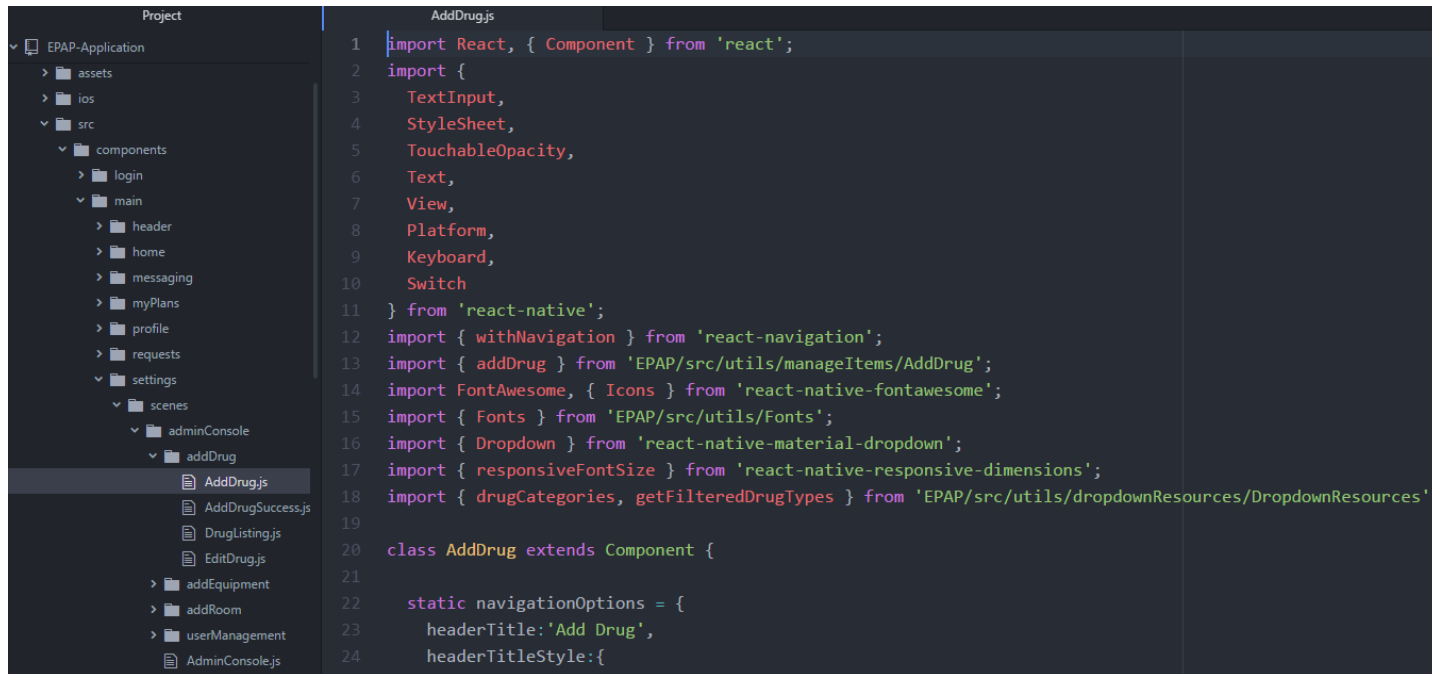 Project
EPAP-Application
assets
ios
src
components
login
main
header
home
messaging
myPlans
profile
requests
settings
scenes
adminConsole
addDrug
AddDrug.js
AddDrugSuccess.js
DrugListing.js
EditDrug.js
addEquipment
addRoom
userManagement
AdminConsole.js
AddDrug.js
1 import React, { Component } from 'react';
2 import {
3 TextInput,
4 StyleSheet,
5 TouchableOpacity,
6 Text,
7 View,
8 Platform,
9 Keyboard,
10 Switch
11 } from 'react-native';
12 import { withNavigation } from 'react-navigation';
13 import { addDrug } from 'EPAP/src/utils/manageItems/AddDrug';
14 import FontAwesome, { Icons } from 'react-native-fontawesome';
15 import { Fonts } from 'EPAP/src/utils/Fonts';
16 import { Dropdown } from 'react-native-material-dropdown';
17 import { responsiveFontSize } from 'react-native-responsive-dimensions';
18 import { drugCategories, getFilteredDrugTypes } from 'EPAP/src/utils/dropdownResources/DropdownResources'
19
20 class AddDrug extends Component {
21
22 static navigationOptions = {
23 headerTitle:'Add Drug',
24 headerTitleStyle:{